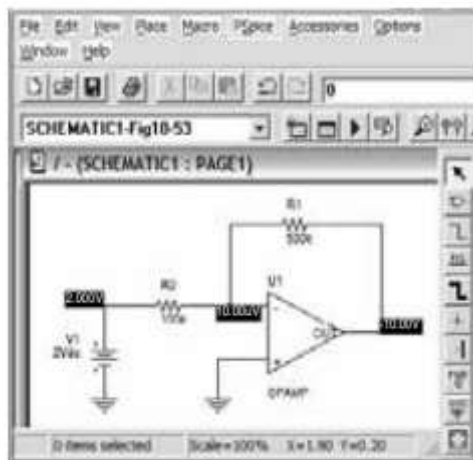 File Edit View Place Macro PSpice Accessories Options
Window Help
0
SCHEMATIC1-Fig10-53
/ - (SCHEMATIC1 : PAGE1)
R1
500k
2.000V
R2
100k
U1
-10.00V
V1
2Vdc
OUT
OPAMP
0 items selected Scale=100% X=1.90 Y=0.20